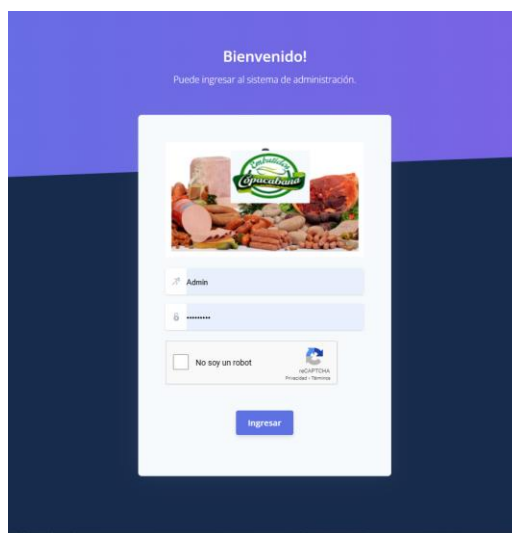 Bienvenido!
Puede ingresar al sistema de administración.
Embutidos
Copacabana
Admin
•••••••••
No soy un robot
reCAPTCHA
Privacidad - Términos
Ingresar